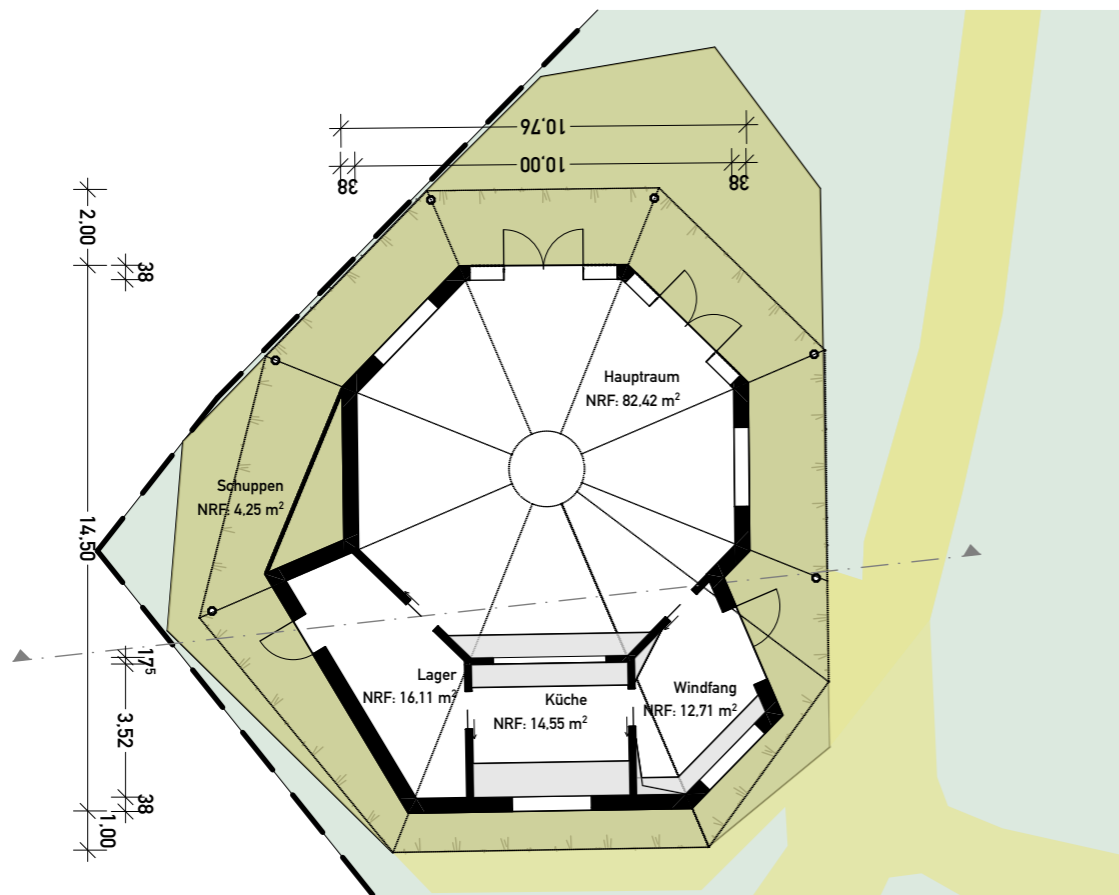 10,76
38
10,00
38
2,00
38
14,50
17⁵
3,52
38
1,00
Hauptraum
NRF: 82,42 m²
Schuppen
NRF: 4,25 m²
Lager
NRF: 16,11 m²
Küche
NRF: 14,55 m²
Windfang
NRF: 12,71 m²